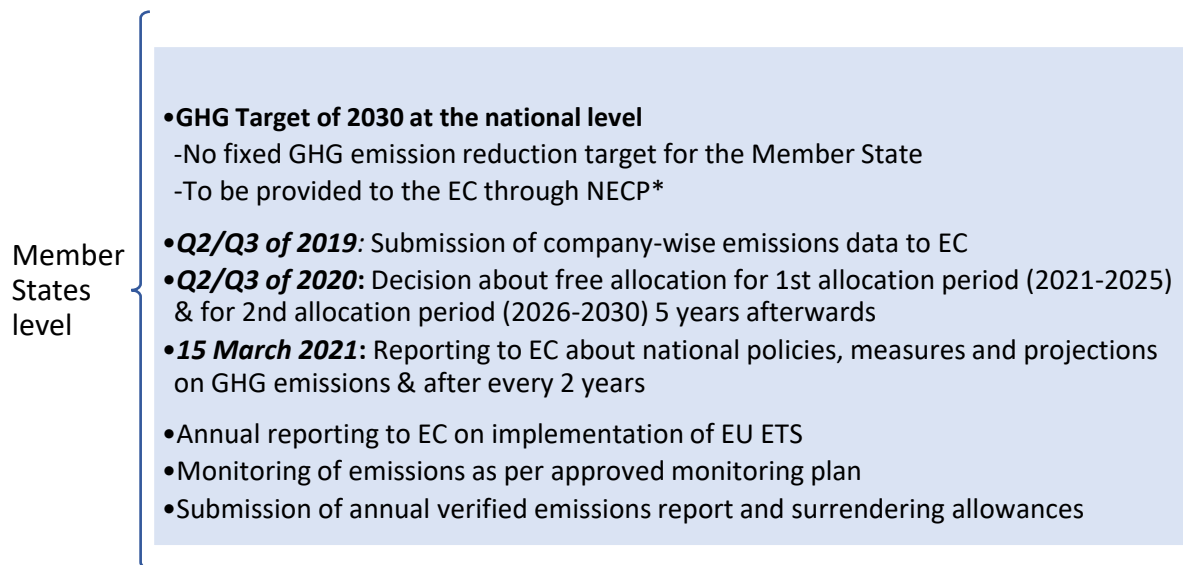 Member
States
level
•GHG Target of 2030 at the national level
-No fixed GHG emission reduction target for the Member State
-To be provided to the EC through NECP*
•Q2/Q3 of 2019: Submission of company-wise emissions data to EC
•Q2/Q3 of 2020: Decision about free allocation for 1st allocation period (2021-2025)
& for 2nd allocation period (2026-2030) 5 years afterwards
•15 March 2021: Reporting to EC about national policies, measures and projections
on GHG emissions & after every 2 years
•Annual reporting to EC on implementation of EU ETS
•Monitoring of emissions as per approved monitoring plan
•Submission of annual verified emissions report and surrendering allowances